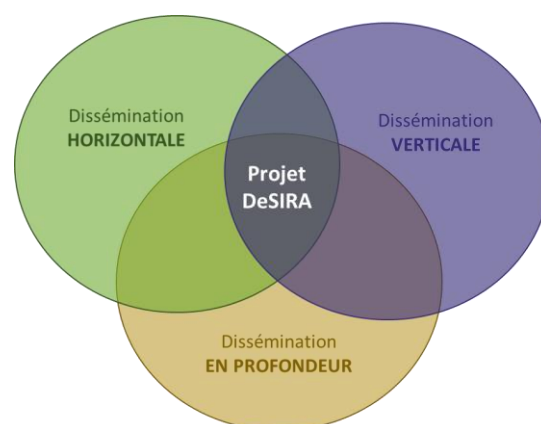 Dissémination
HORIZONTALE
Dissémination
VERTICALE
Projet
DeSIRA
Dissémination
EN PROFONDEUR